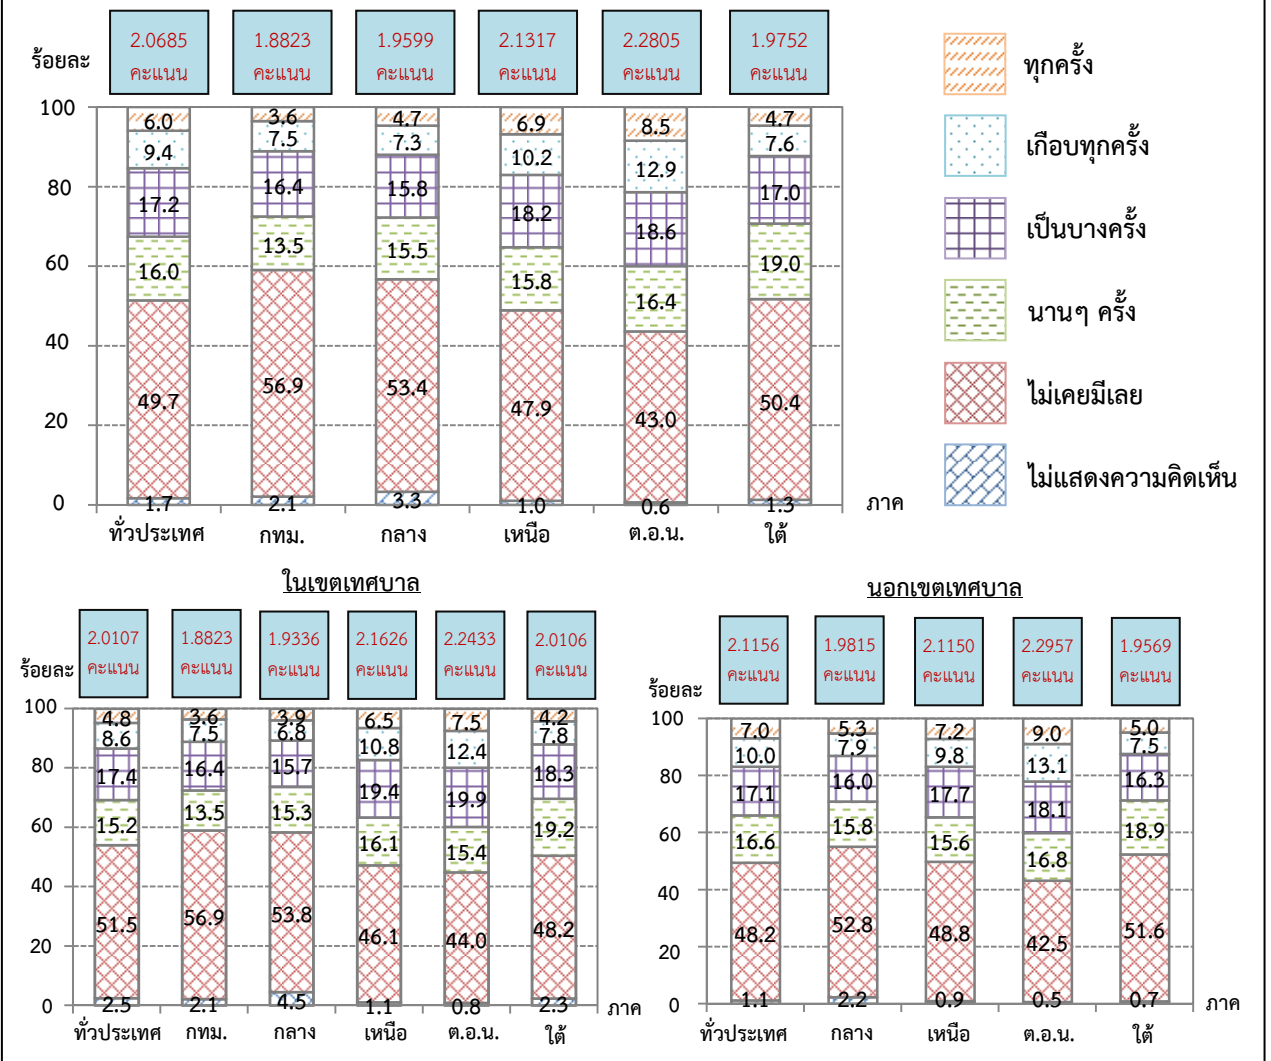 2.0685 1.8823 1.9599 2.1317 2.2805 1.9752
คะแนน คะแนน คะแนน คะแนน คะแนน คะแนน
ร้อยละ
ทุกครั้ง
เกือบทุกครั้ง
เป็นบางครั้ง
นานๆ ครั้ง
ไม่เคยมีเลย
ไม่แสดงความคิดเห็น
100
80
60
40
20
0
6.0 3.6 4.7 6.9 8.5 4.7
9.4 7.5 7.3 10.2 12.9 7.6
17.2 16.4 15.8 18.2 18.6 17.0
16.0 13.5 15.5 15.8 16.4 19.0
49.7 56.9 53.4 47.9 43.0 50.4
1.7 2.1 3.3 1.0 0.6 1.3
ภาค
ทั่วประเทศ กทม. กลาง เหนือ ต.อ.น. ใต้
ในเขตเทศบาล
2.0107 1.8823 1.9336 2.1626 2.2433 2.0106
คะแนน คะแนน คะแนน คะแนน คะแนน คะแนน
ร้อยละ
100
80
60
40
20
0
4.8 3.6 3.9 6.5 7.5 4.2
8.6 7.5 6.8 10.8 12.4 7.8
17.4 16.4 15.7 19.4 19.9 18.3
15.2 13.5 15.3 16.1 15.4 19.2
51.5 56.9 53.8 46.1 44.0 48.2
2.5 2.1 4.5 1.1 0.8 2.3
ภาค
ทั่วประเทศ กทม. กลาง เหนือ ต.อ.น. ใต้
นอกเขตเทศบาล
2.1156 1.9815 2.1150 2.2957 1.9569
คะแนน คะแนน คะแนน คะแนน คะแนน
ร้อยละ
100
80
60
40
20
0
7.0 5.3 7.2 9.0 5.0
10.0 7.9 9.8 13.1 7.5
17.1 16.0 17.7 18.1 16.3
16.6 15.8 15.6 16.8 18.9
48.2 52.8 48.8 42.5 51.6
1.1 2.2 0.9 0.5 0.7
ภาค
ทั่วประเทศ กลาง เหนือ ต.อ.น. ใต้